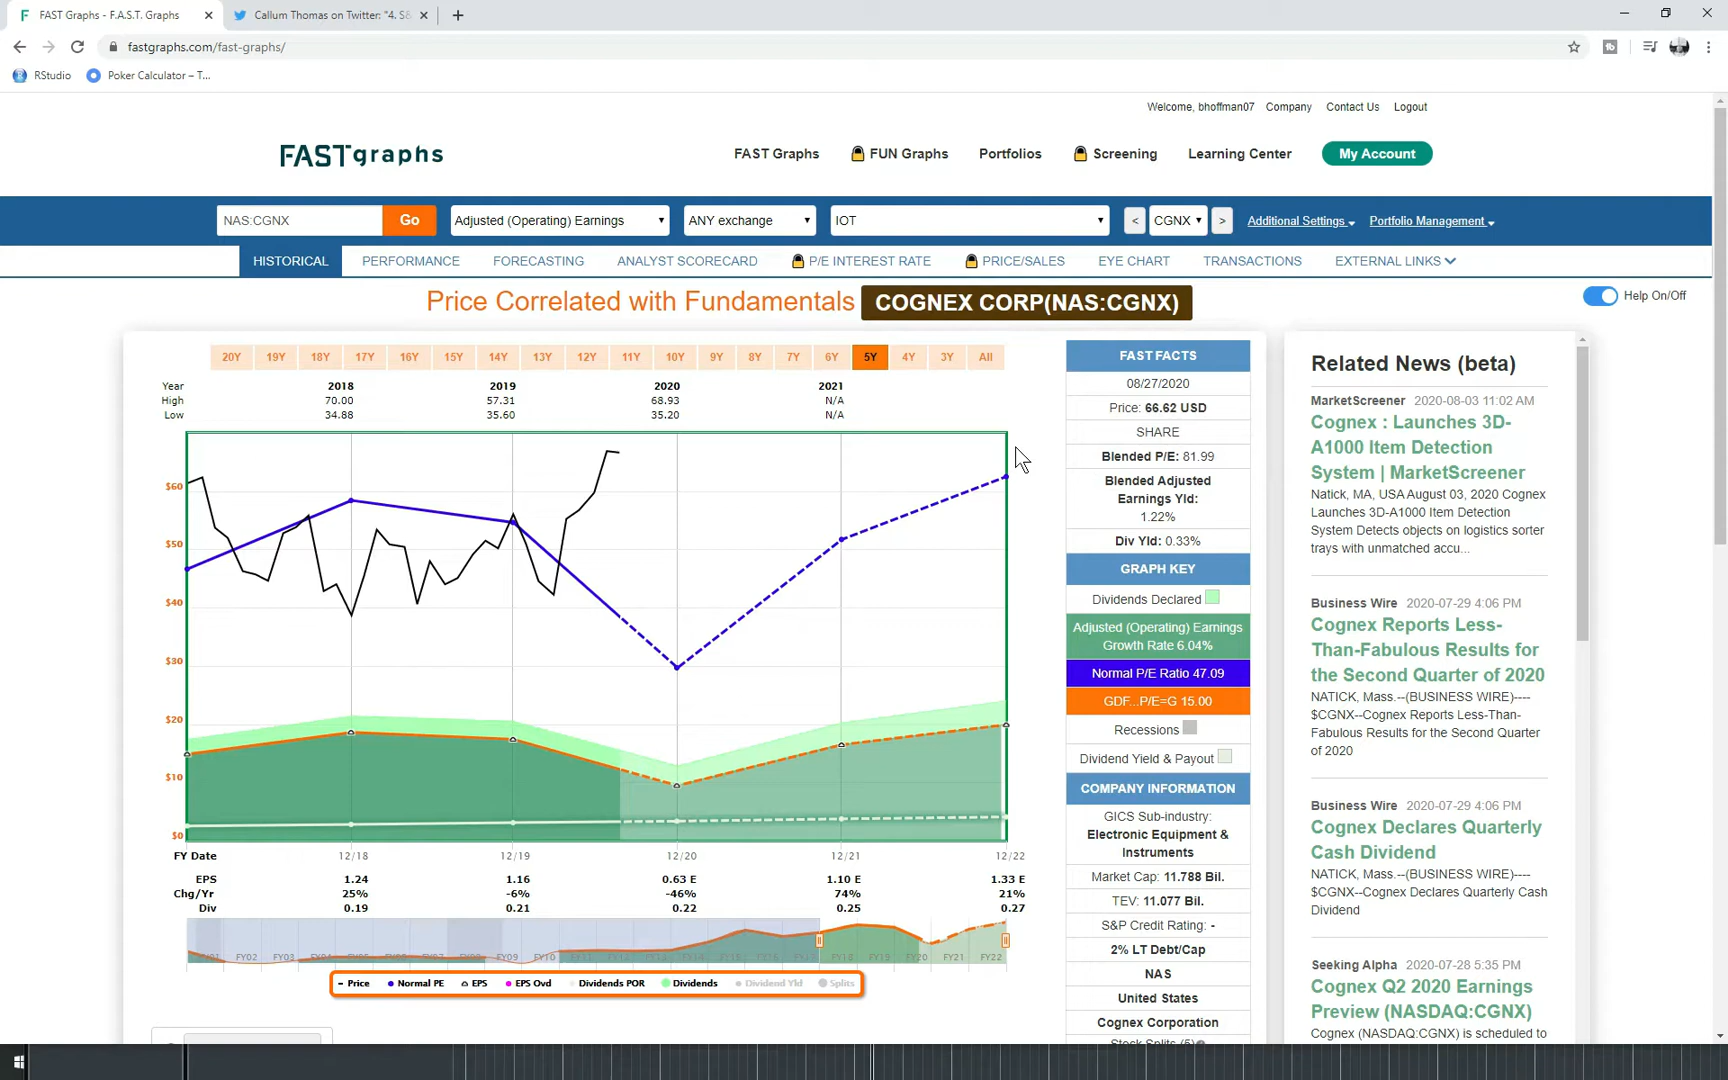 FAST Graphs - F.A.S.T. Graphs
Callum Thomas on Twitter: "4. S&
fastgraphs.com/fast-graphs/
RStudio
Poker Calculator – T...
Welcome, bhoffman07 Company Contact Us Logout
FASTgraphs
FAST Graphs FUN Graphs Portfolios Screening Learning Center My Account
NAS:CGNX Go Adjusted (Operating) Earnings ANY exchange IOT < CGNX > Additional Settings Portfolio Management
HISTORICAL PERFORMANCE FORECASTING ANALYST SCORECARD P/E INTEREST RATE PRICE/SALES EYE CHART TRANSACTIONS EXTERNAL LINKS
Price Correlated with Fundamentals COGNEX CORP(NAS:CGNX)
Help On/Off
20Y 19Y 18Y 17Y 16Y 15Y 14Y 13Y 12Y 11Y 10Y 9Y 8Y 7Y 6Y 5Y 4Y 3Y All
Year 2018 2019 2020 2021
High 70.00 57.31 68.93 N/A
Low 34.88 35.60 35.20 N/A
$60
$50
$40
$30
$20
$10
$0
FY Date 12/18 12/19 12/20 12/21 12/22
EPS 1.24 1.16 0.63 E 1.10 E 1.33 E
Chg/Yr 25% -6% -46% 74% 21%
Div 0.19 0.21 0.22 0.25 0.27
FY02 FY03 FY09 FY10 FY18 FY19 FY20 FY21 FY22
Price Normal PE EPS EPS Ovd Dividends POR Dividends Dividend Yld Splits
FAST FACTS
08/27/2020
Price: 66.62 USD
SHARE
Blended P/E: 81.99
Blended Adjusted
Earnings Yld:
1.22%
Div Yld: 0.33%
GRAPH KEY
Dividends Declared
Adjusted (Operating) Earnings
Growth Rate 6.04%
Normal P/E Ratio 47.09
GDF...P/E=G 15.00
Recessions
Dividend Yield & Payout
COMPANY INFORMATION
GICS Sub-industry:
Electronic Equipment &
Instruments
Market Cap: 11.788 Bil.
TEV: 11.077 Bil.
S&P Credit Rating: -
2% LT Debt/Cap
NAS
United States
Cognex Corporation
Stock Splits (5)
Related News (beta)
MarketScreener 2020-08-03 11:02 AM
Cognex : Launches 3D-
A1000 Item Detection
System | MarketScreener
Natick, MA, USA August 03, 2020 Cognex
Launches 3D-A1000 Item Detection
System Detects objects on logistics sorter
trays with unmatched accu...
Business Wire 2020-07-29 4:06 PM
Cognex Reports Less-
Than-Fabulous Results for
the Second Quarter of 2020
NATICK, Mass.--(BUSINESS WIRE)----
$CGNX--Cognex Reports Less-Than-
Fabulous Results for the Second Quarter
of 2020
Business Wire 2020-07-29 4:06 PM
Cognex Declares Quarterly
Cash Dividend
NATICK, Mass.--(BUSINESS WIRE)----
$CGNX--Cognex Declares Quarterly Cash
Dividend
Seeking Alpha 2020-07-28 5:35 PM
Cognex Q2 2020 Earnings
Preview (NASDAQ:CGNX)
Cognex (NASDAQ:CGNX) is scheduled to